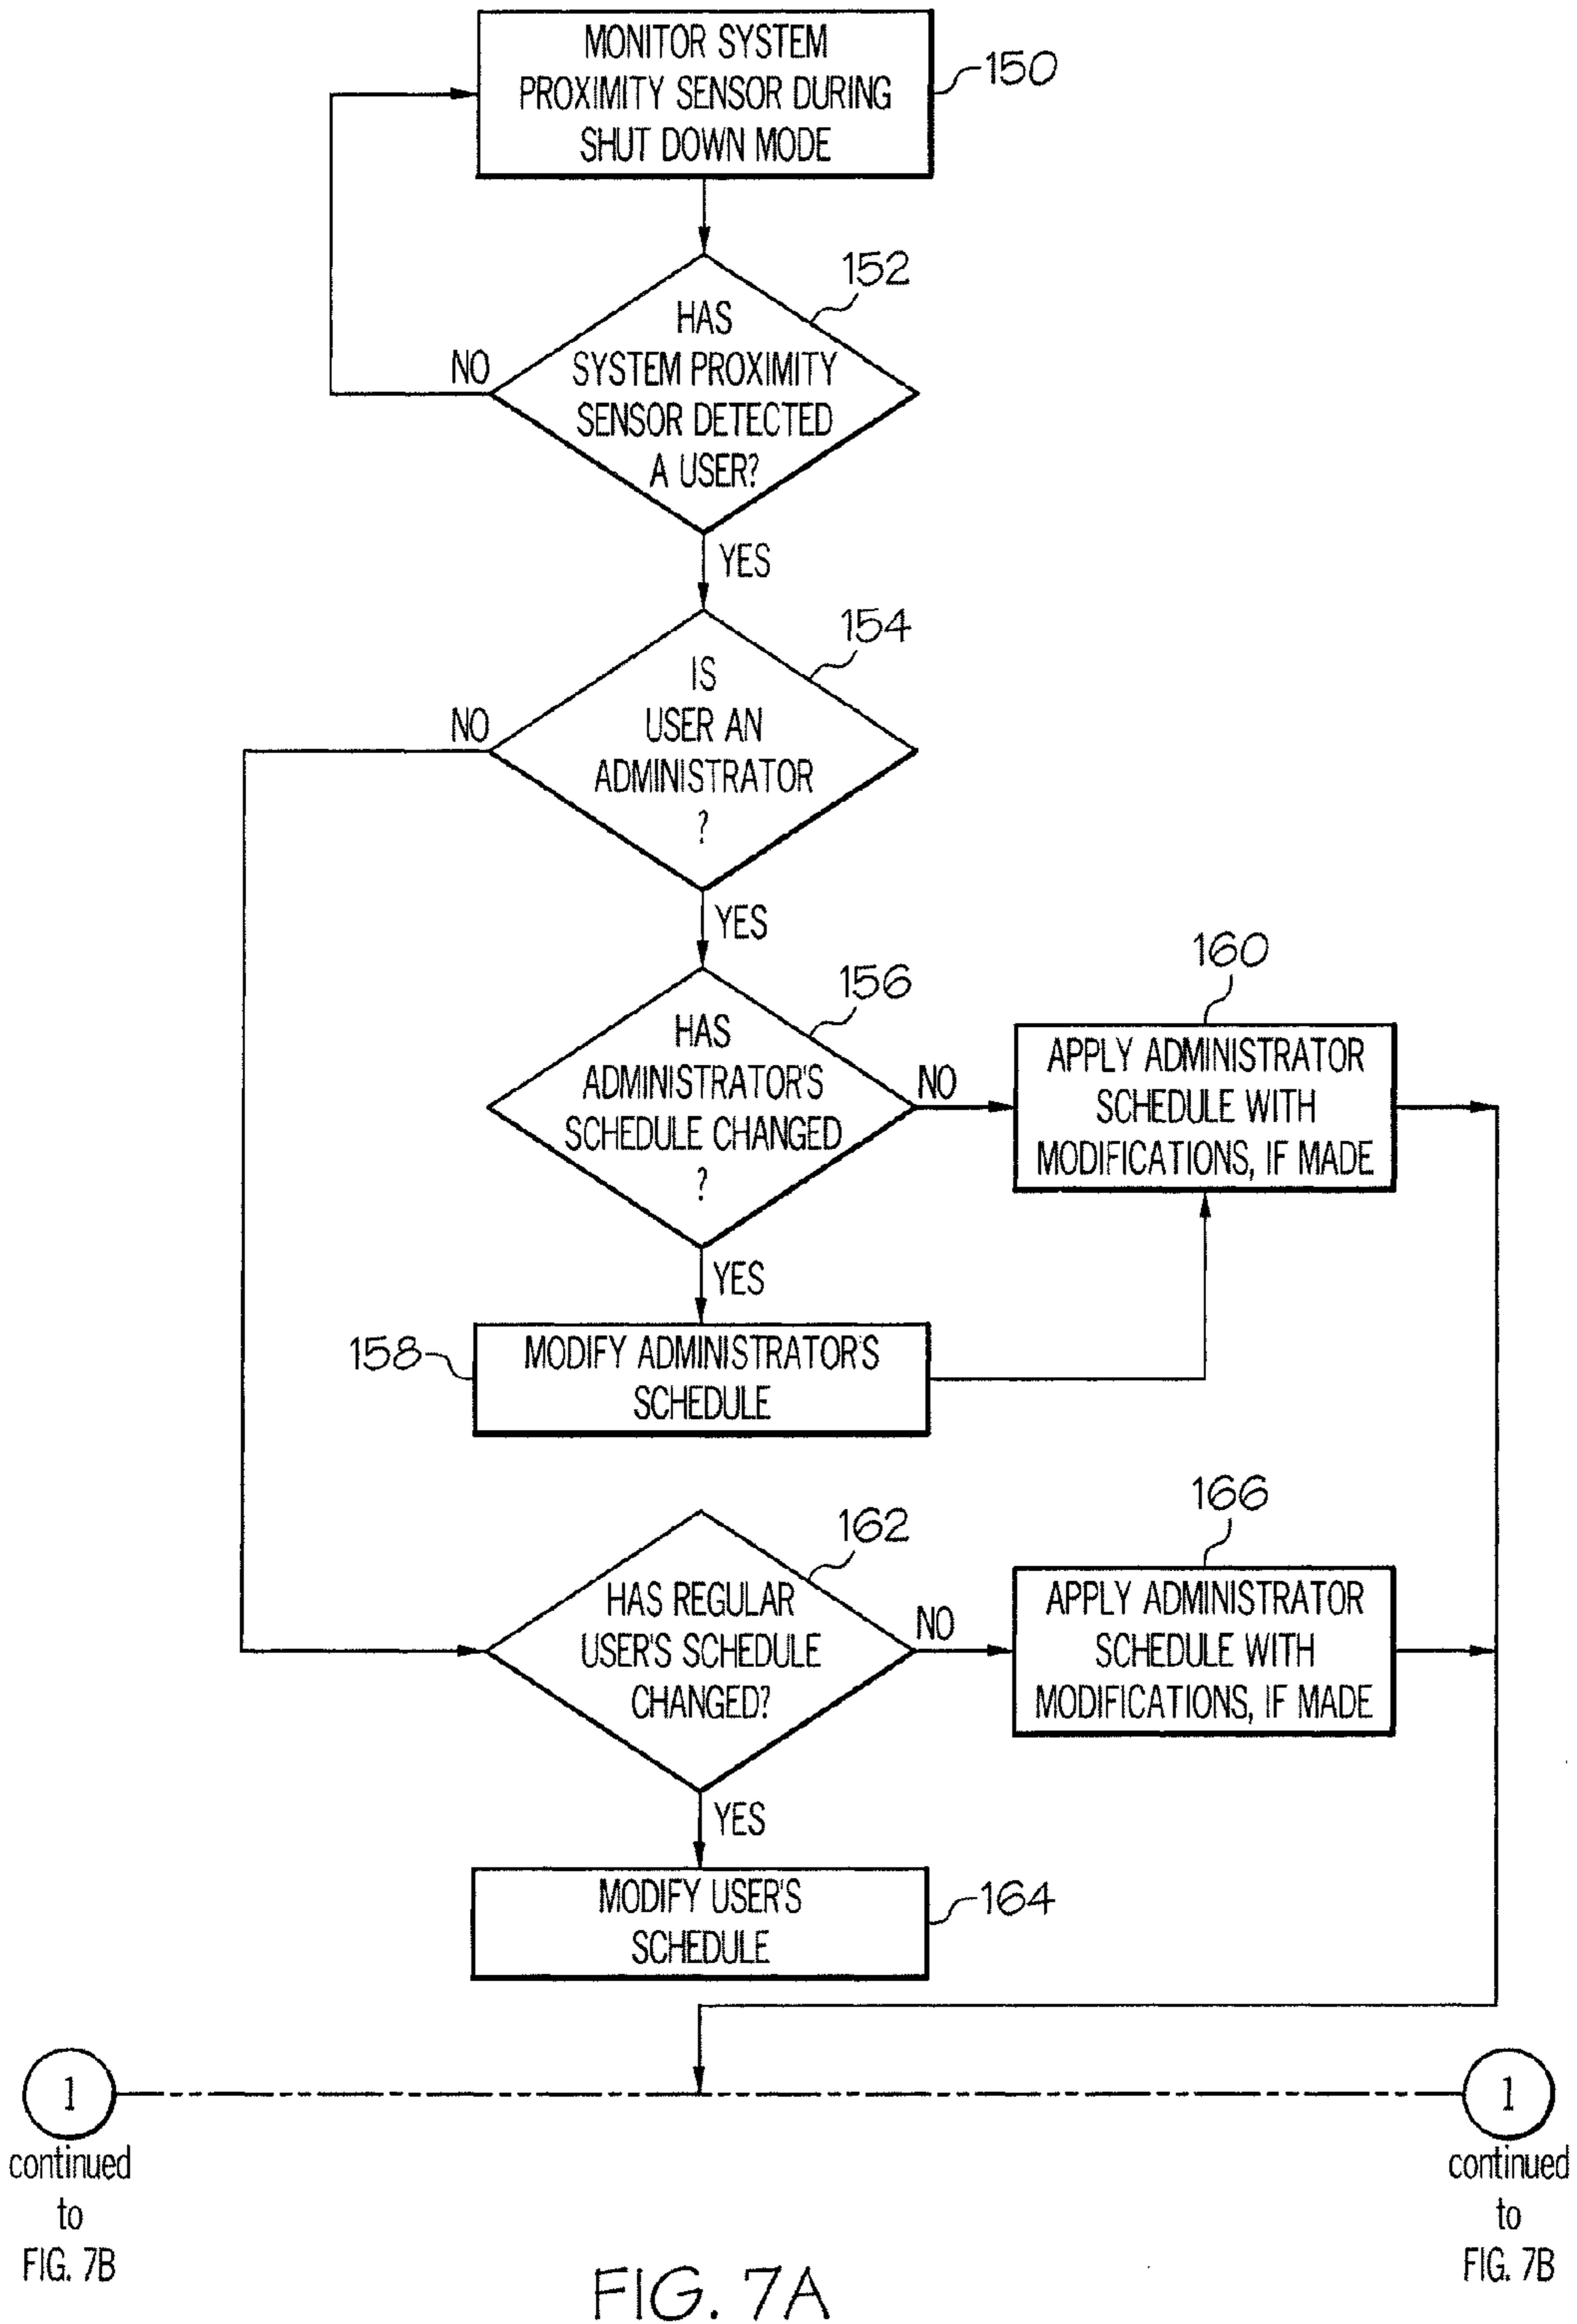 MONITOR SYSTEM
PROXIMITY SENSOR DURING
SHUT DOWN MODE
150
152
HAS
SYSTEM PROXIMITY
SENSOR DETECTED
A USER?
NO
YES
154
IS
USER AN
ADMINISTRATOR
?
NO
YES
156
HAS
ADMINISTRATOR'S
SCHEDULE CHANGED
?
NO
160
APPLY ADMINISTRATOR
SCHEDULE WITH
MODIFICATIONS, IF MADE
YES
158
MODIFY ADMINISTRATOR'S
SCHEDULE
162
HAS REGULAR
USER'S SCHEDULE
CHANGED?
NO
166
APPLY ADMINISTRATOR
SCHEDULE WITH
MODIFICATIONS, IF MADE
YES
MODIFY USER'S
SCHEDULE
164
1
continued
to
FIG. 7B
1
continued
to
FIG. 7B
FIG. 7A